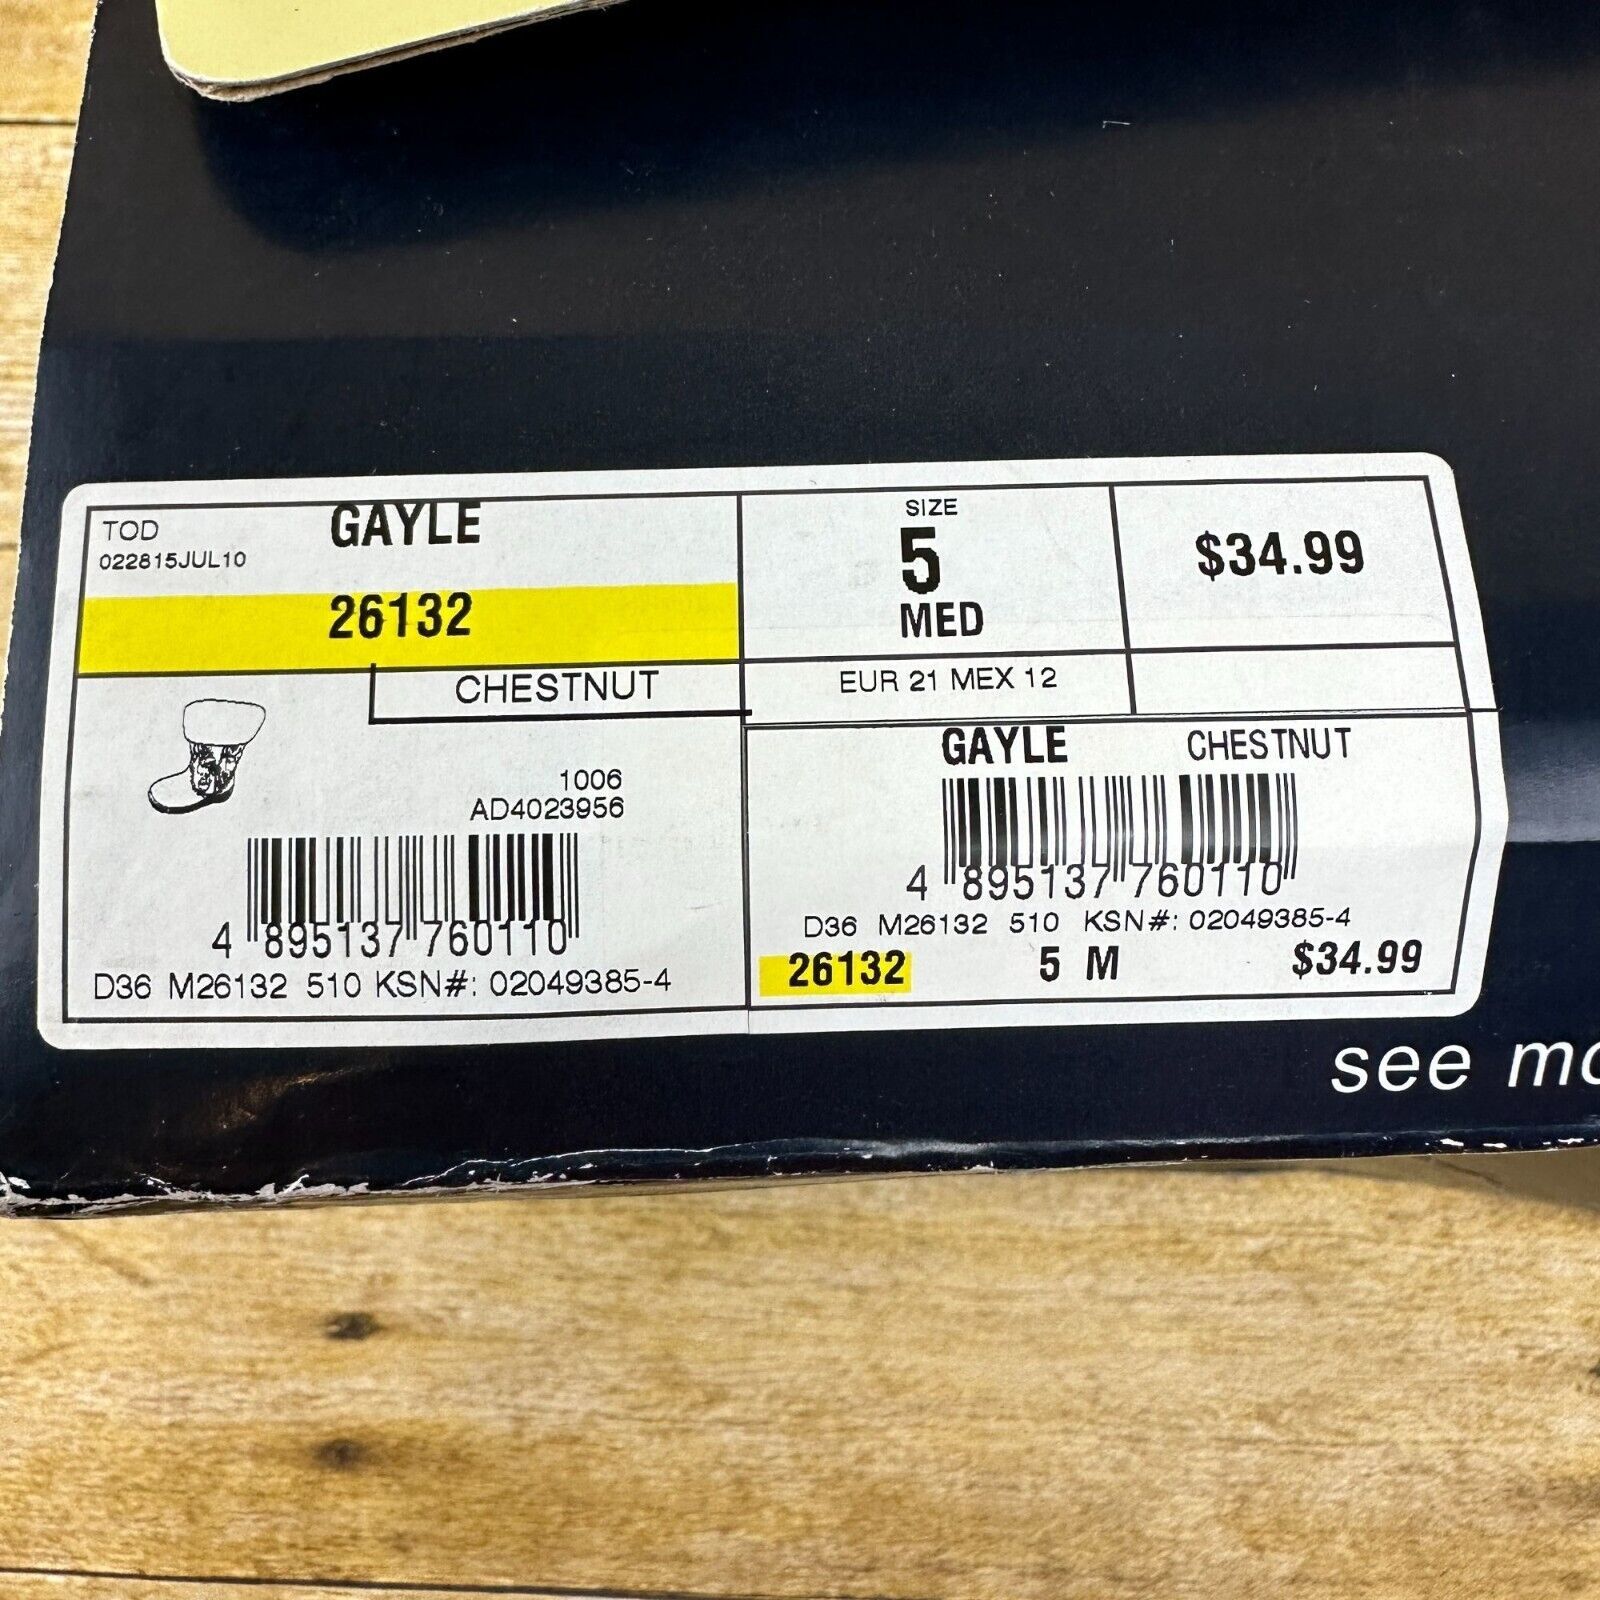 TOD
022815JUL10
GAYLE
26132
CHESTNUT
SIZE
5
MED
$34.99
EUR 21 MEX 12
1006
AD4023956
4 895137 760110
D36 M26132 510 KSN#: 02049385-4
GAYLE CHESTNUT
4 895137 760110
D36 M26132 510 KSN#: 02049385-4
26132 5 M $34.99
see